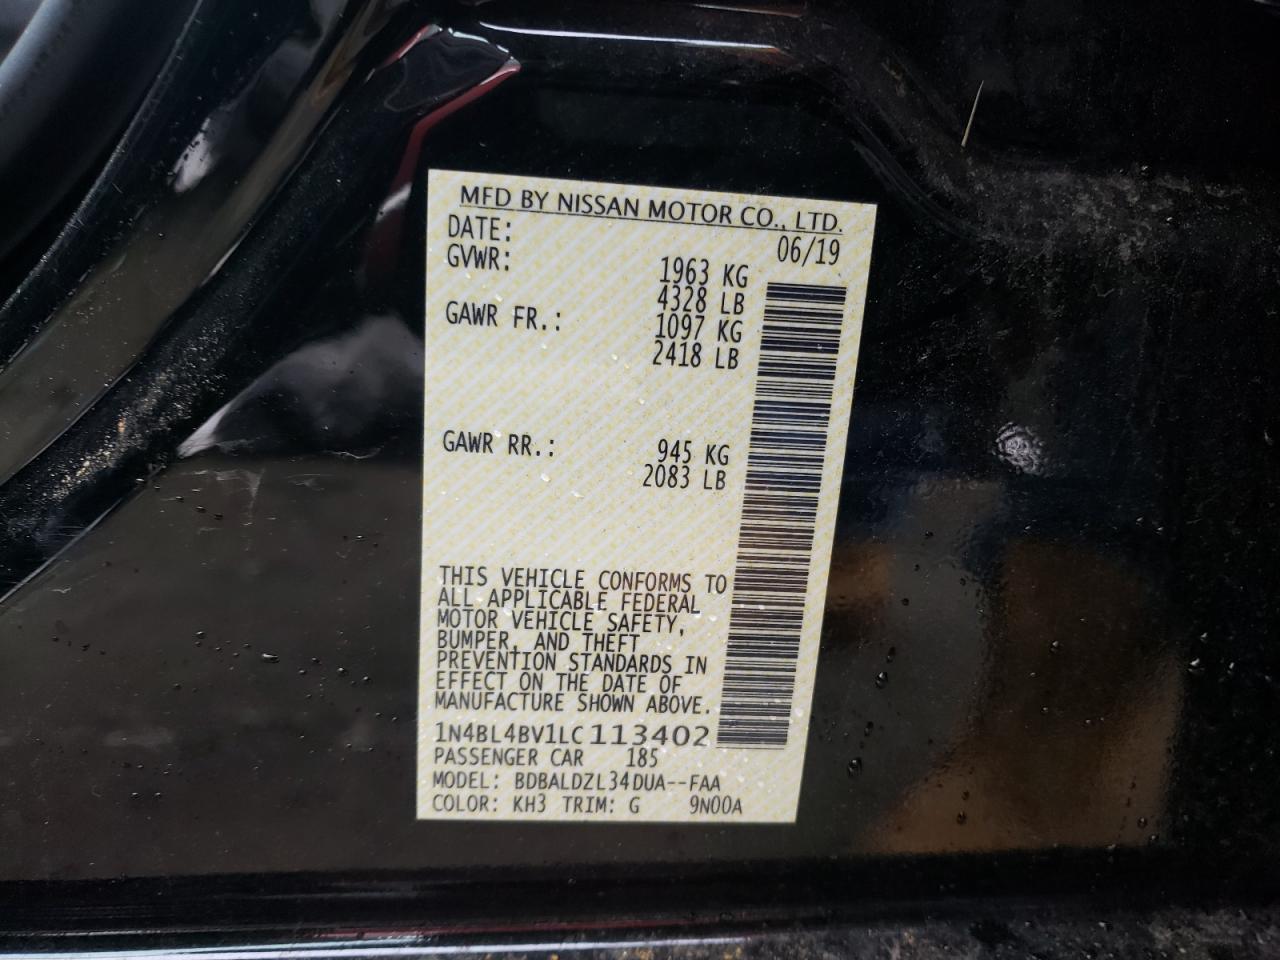 MFD BY NISSAN MOTOR CO., LTD.
DATE: 06/19
GVWR: 1963 KG
4328 LB
GAWR FR.: 1097 KG
2418 LB
GAWR RR.: 945 KG
2083 LB
THIS VEHICLE CONFORMS TO
ALL APPLICABLE FEDERAL
MOTOR VEHICLE SAFETY,
BUMPER, AND THEFT
PREVENTION STANDARDS IN
EFFECT ON THE DATE OF
MANUFACTURE SHOWN ABOVE.
1N4BL4BV1LC113402
PASSENGER CAR 185
MODEL: BDBALDZL34DUA--FAA
COLOR: KH3 TRIM: G 9N00A